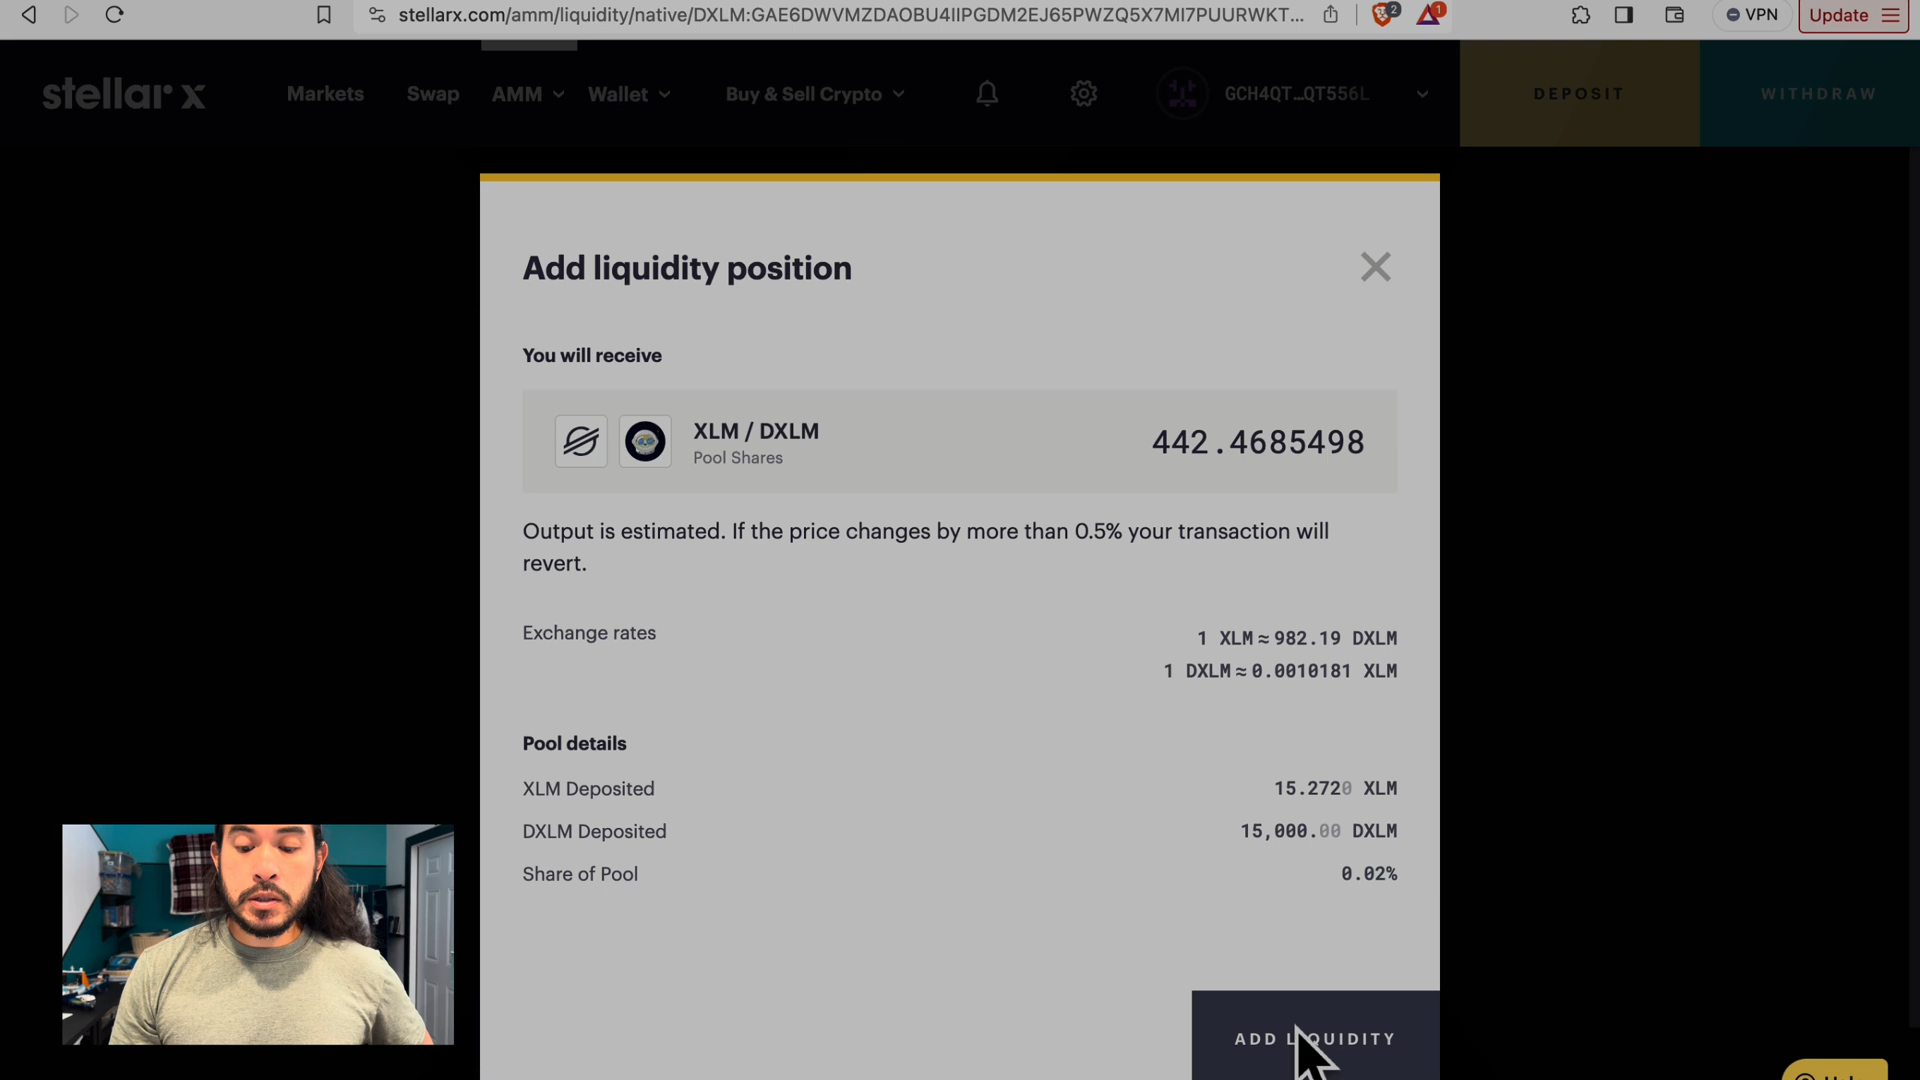 stellarx.com/amm/liquidity/native/DXLM:GAE6DWVMZDAOBU4IIPGDM2EJ65PWZQ5X7MI7PUURWKT...
2
1
VPN
Update
stellar x
Markets
Swap
AMM
Wallet
Buy & Sell Crypto
GCH4QT...QT556L
DEPOSIT
WITHDRAW
Add liquidity position
You will receive
XLM / DXLM
Pool Shares
442.4685498
Output is estimated. If the price changes by more than 0.5% your transaction will
revert.
Exchange rates
1 XLM ≈ 982.19 DXLM
1 DXLM ≈ 0.0010181 XLM
Pool details
XLM Deposited
15.2720 XLM
DXLM Deposited
15,000.00 DXLM
Share of Pool
0.02%
ADD LIQUIDITY